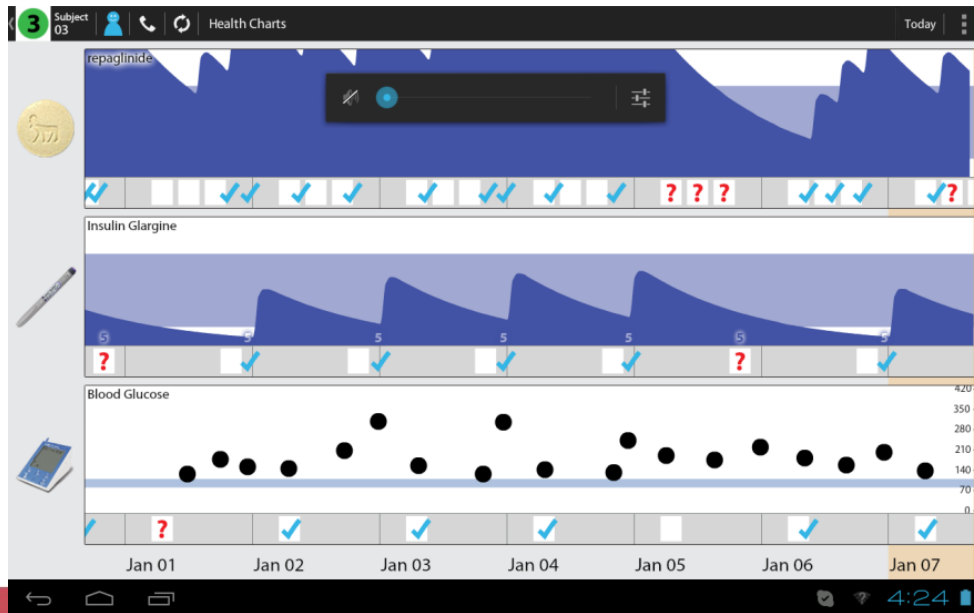 3 Subject 03 Health Charts Today
repaglinide
? ? ? ?
Insulin Glargine
5 5 5 5 5 5 5
? ?
Blood Glucose
420
350
280
210
140
70
0
?
Jan 01 Jan 02 Jan 03 Jan 04 Jan 05 Jan 06 Jan 07
4:24